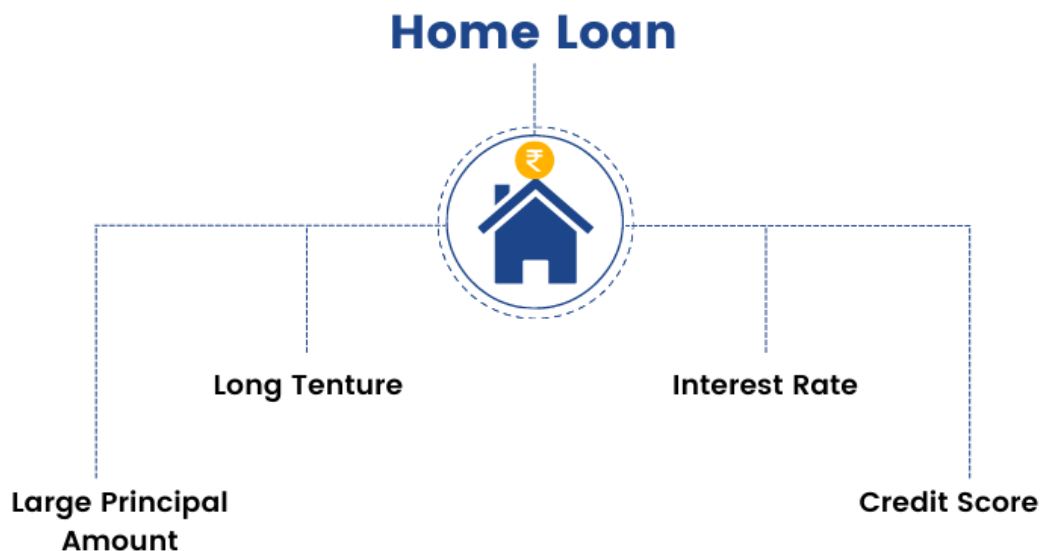 Home Loan
₹
Long Tenture
Interest Rate
Large Principal
Amount
Credit Score